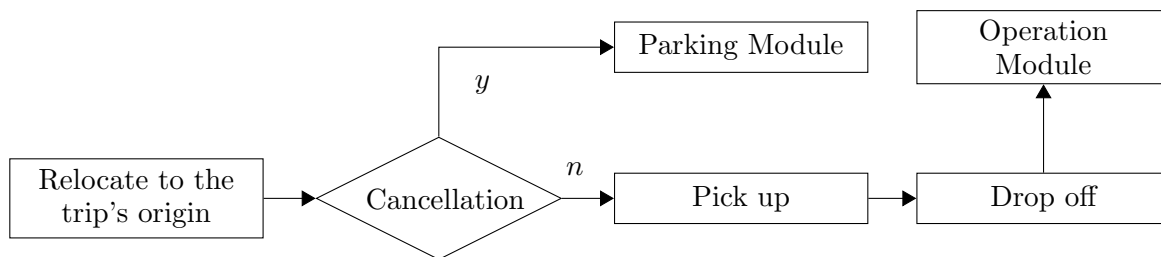 Parking Module
Operation
Module
y
n
Relocate to the
trip's origin
Cancellation
Pick up
Drop off